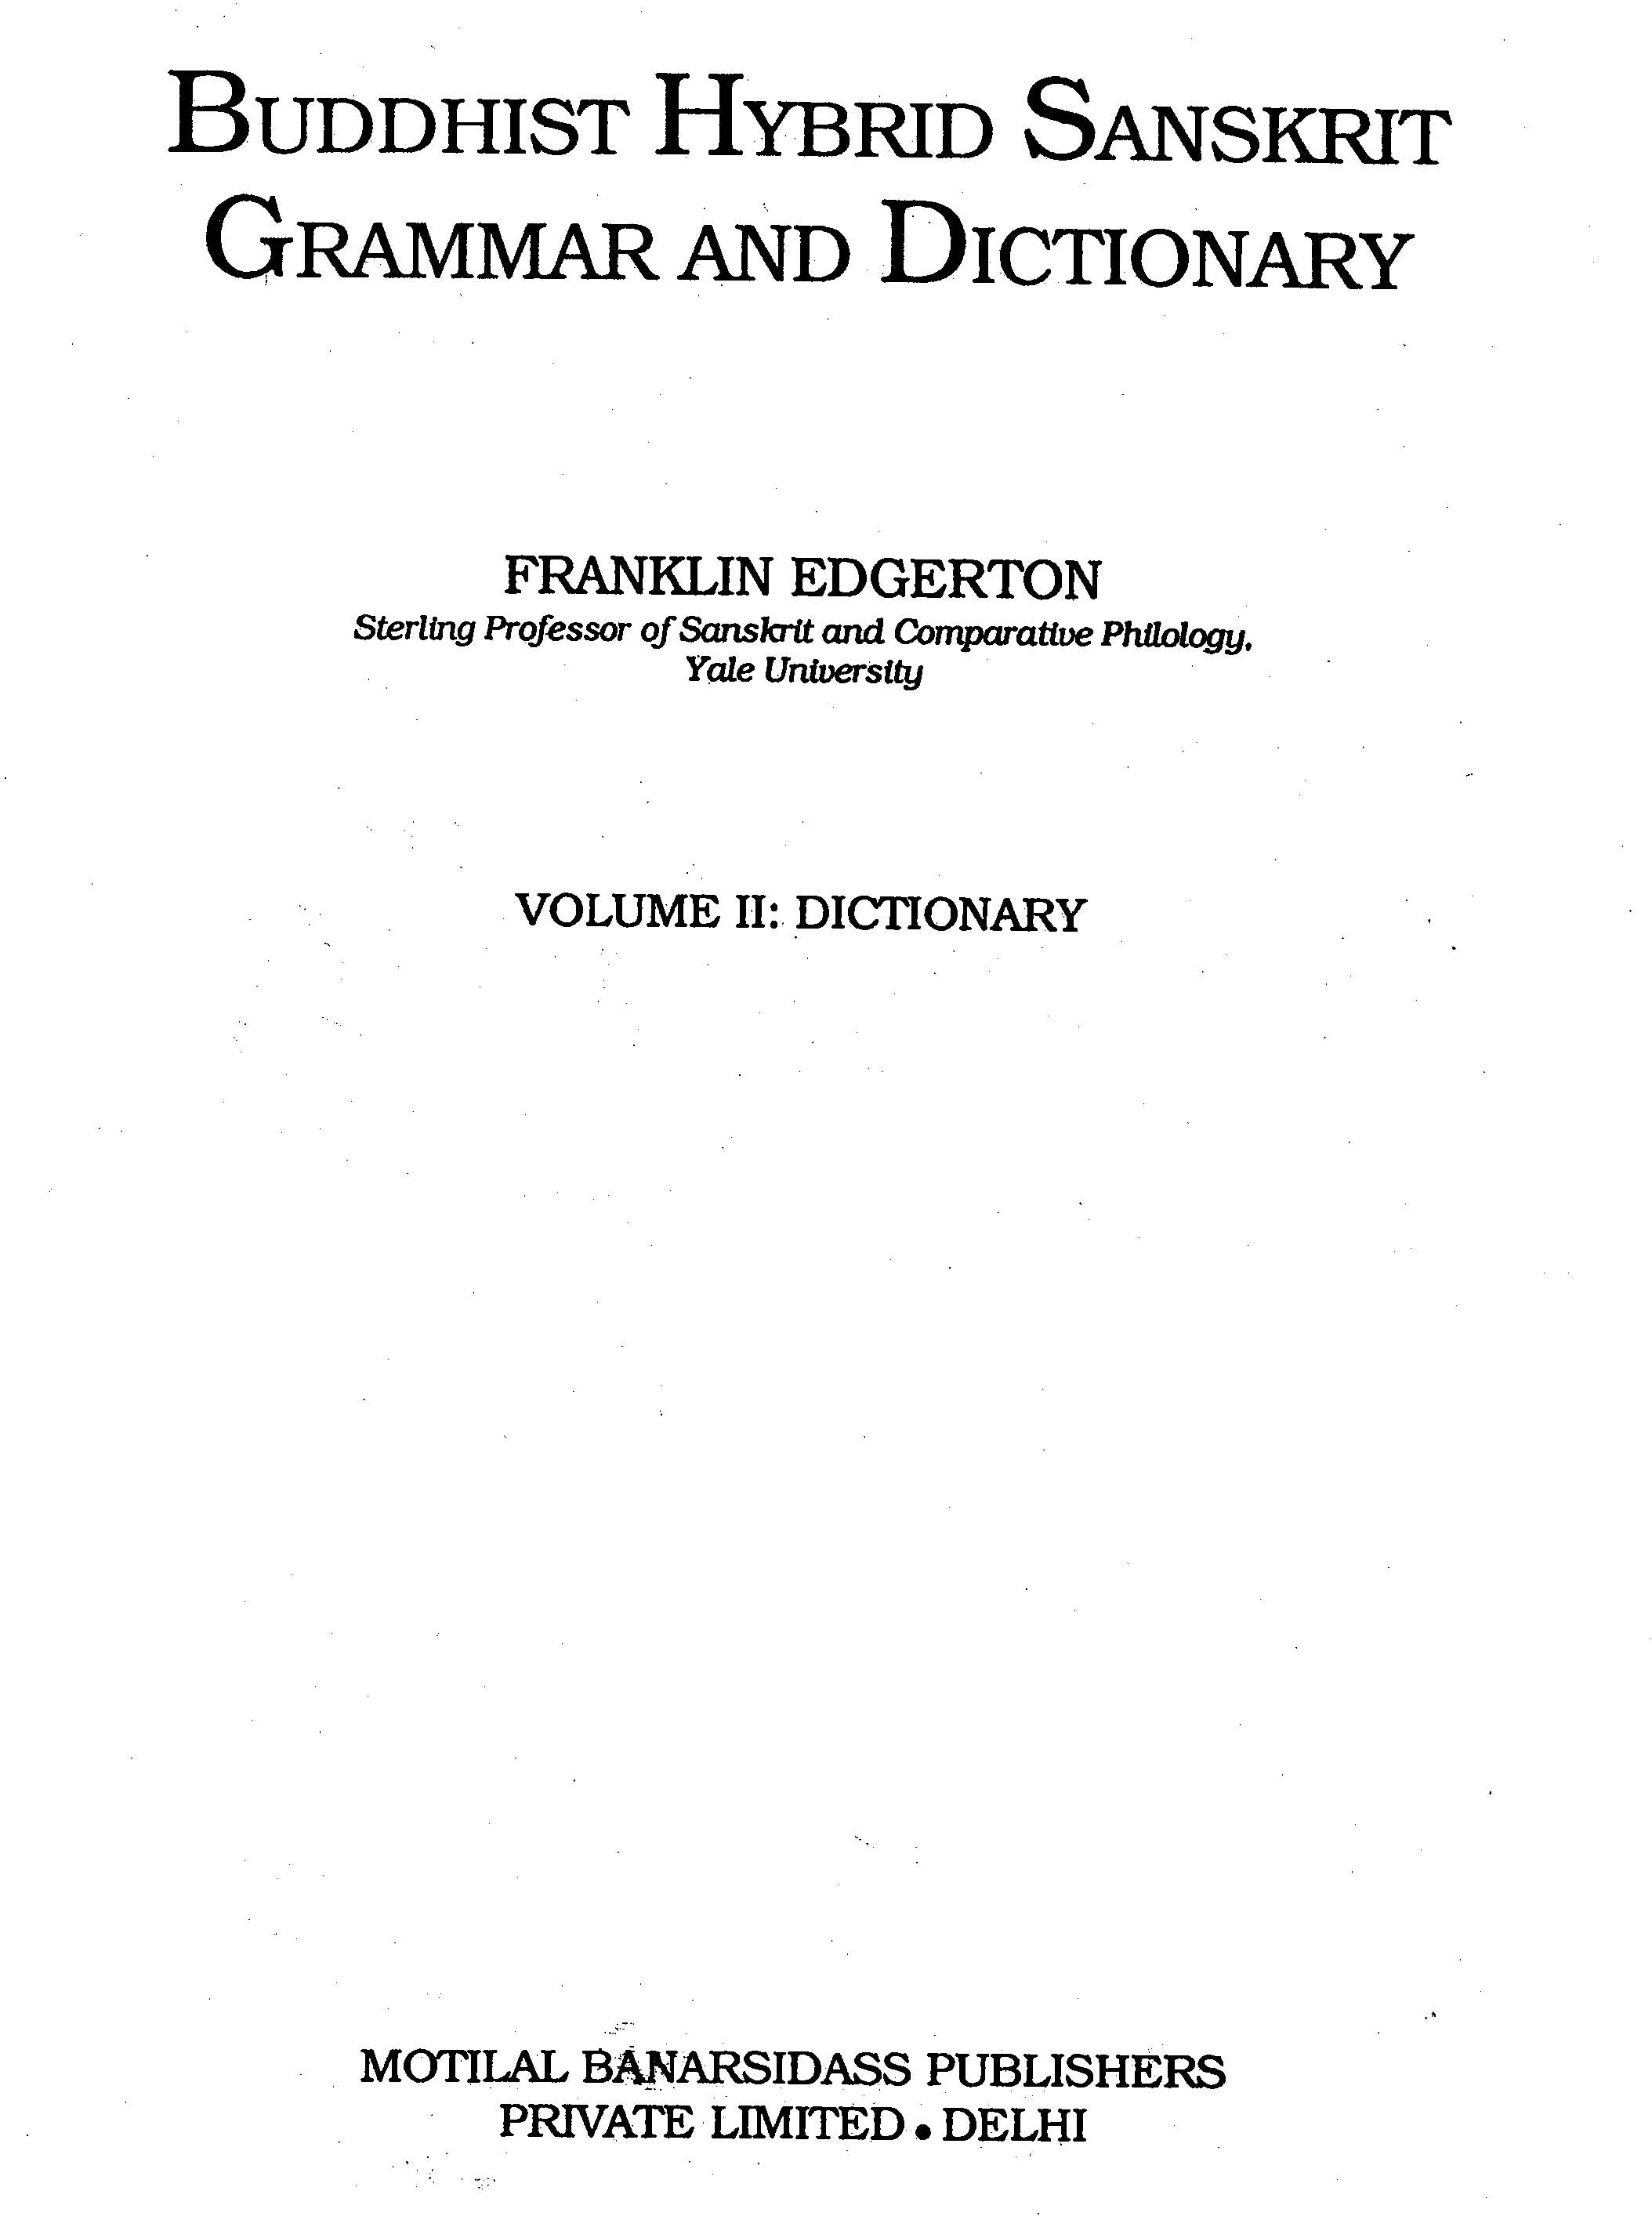 BUDDHIST HYBRID SANSKRIT
GRAMMAR AND DICTIONARY
FRANKLIN EDGERTON
Sterling Professor of Sanskrit and Comparative Philology,
Yale University
VOLUME II: DICTIONARY
MOTILAL BANARSIDASS PUBLISHERS
PRIVATE LIMITED • DELHI